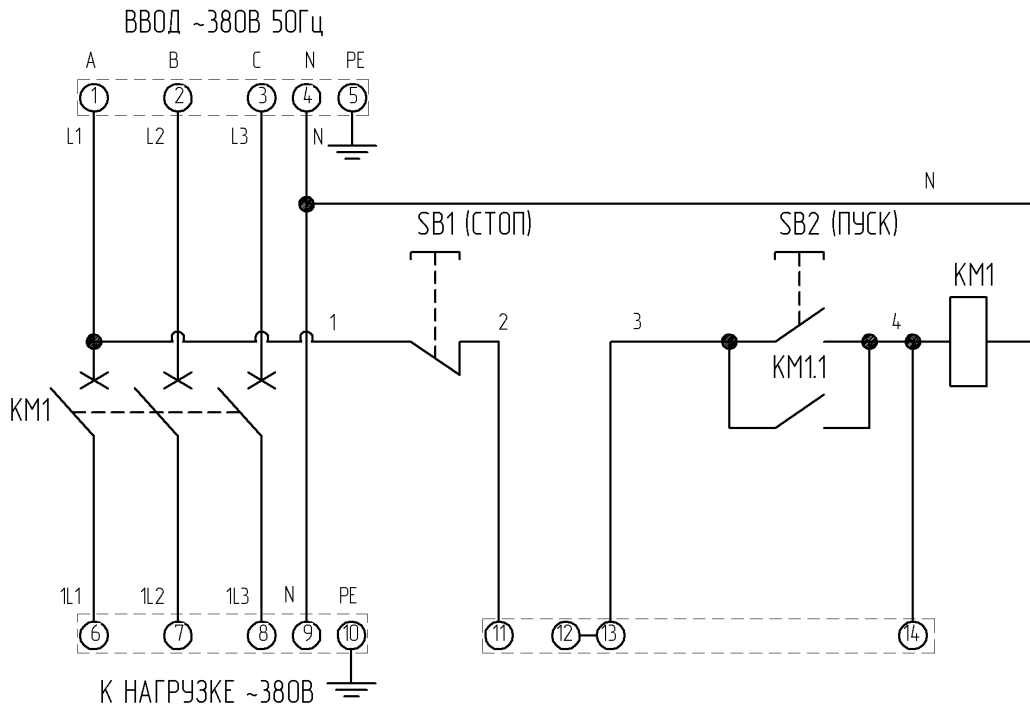 ВВОД ~380В 50Гц
A B C N PE
1 2 3 4 5
L1 L2 L3 N
N
SB1 (СТОП) SB2 (ПУСК)
KM1
1 2 3 4
KM1.1
KM1
1L1 1L2 1L3 N PE
6 7 8 9 10 11 12 13 14
К НАГРУЗКЕ ~380В